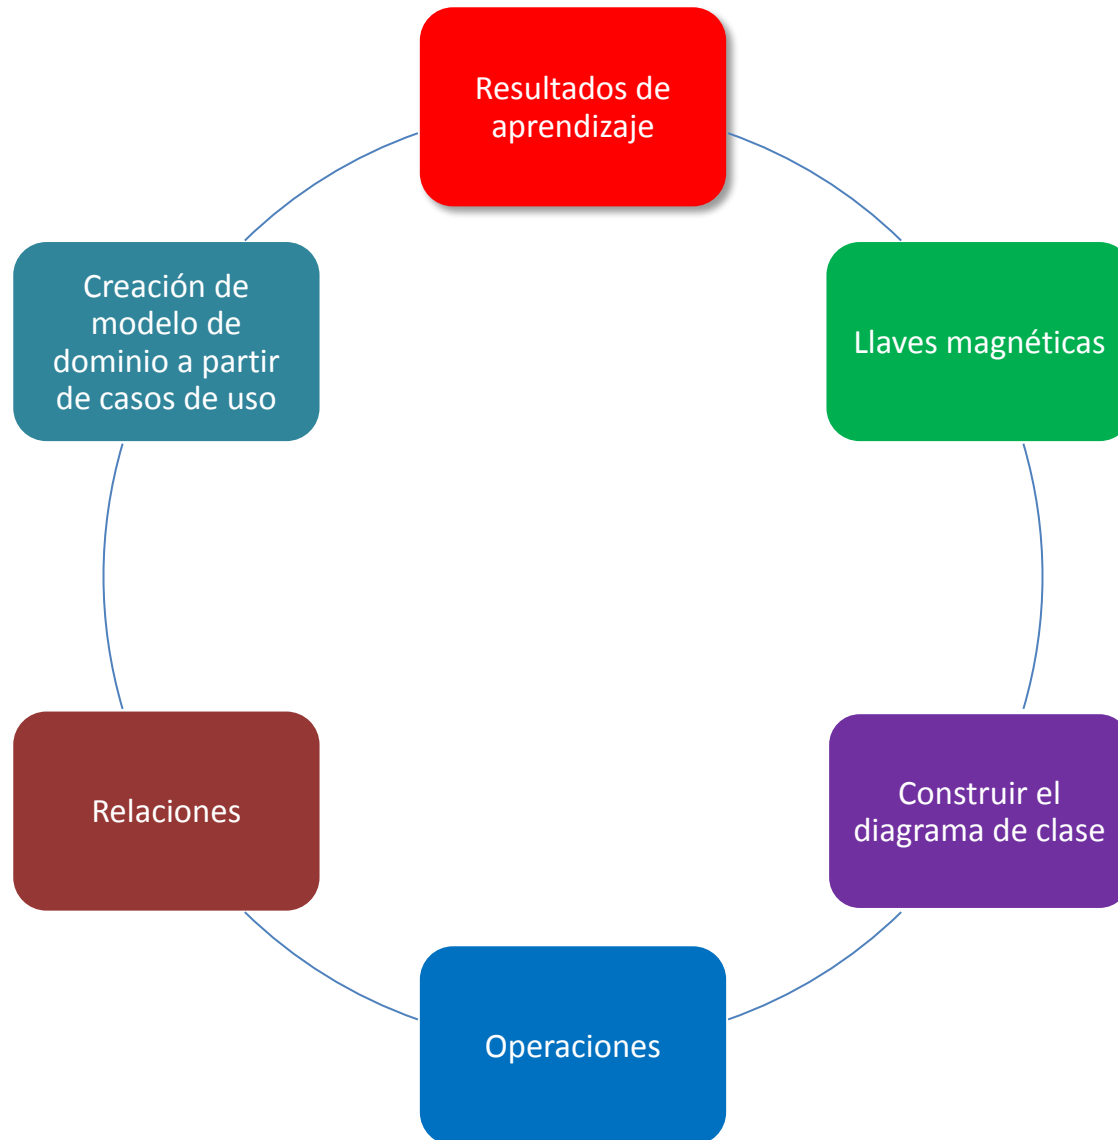 Resultados de
aprendizaje
Llaves magnéticas
Construir el
diagrama de clase
Operaciones
Relaciones
Creación de
modelo de
dominio a partir
de casos de uso